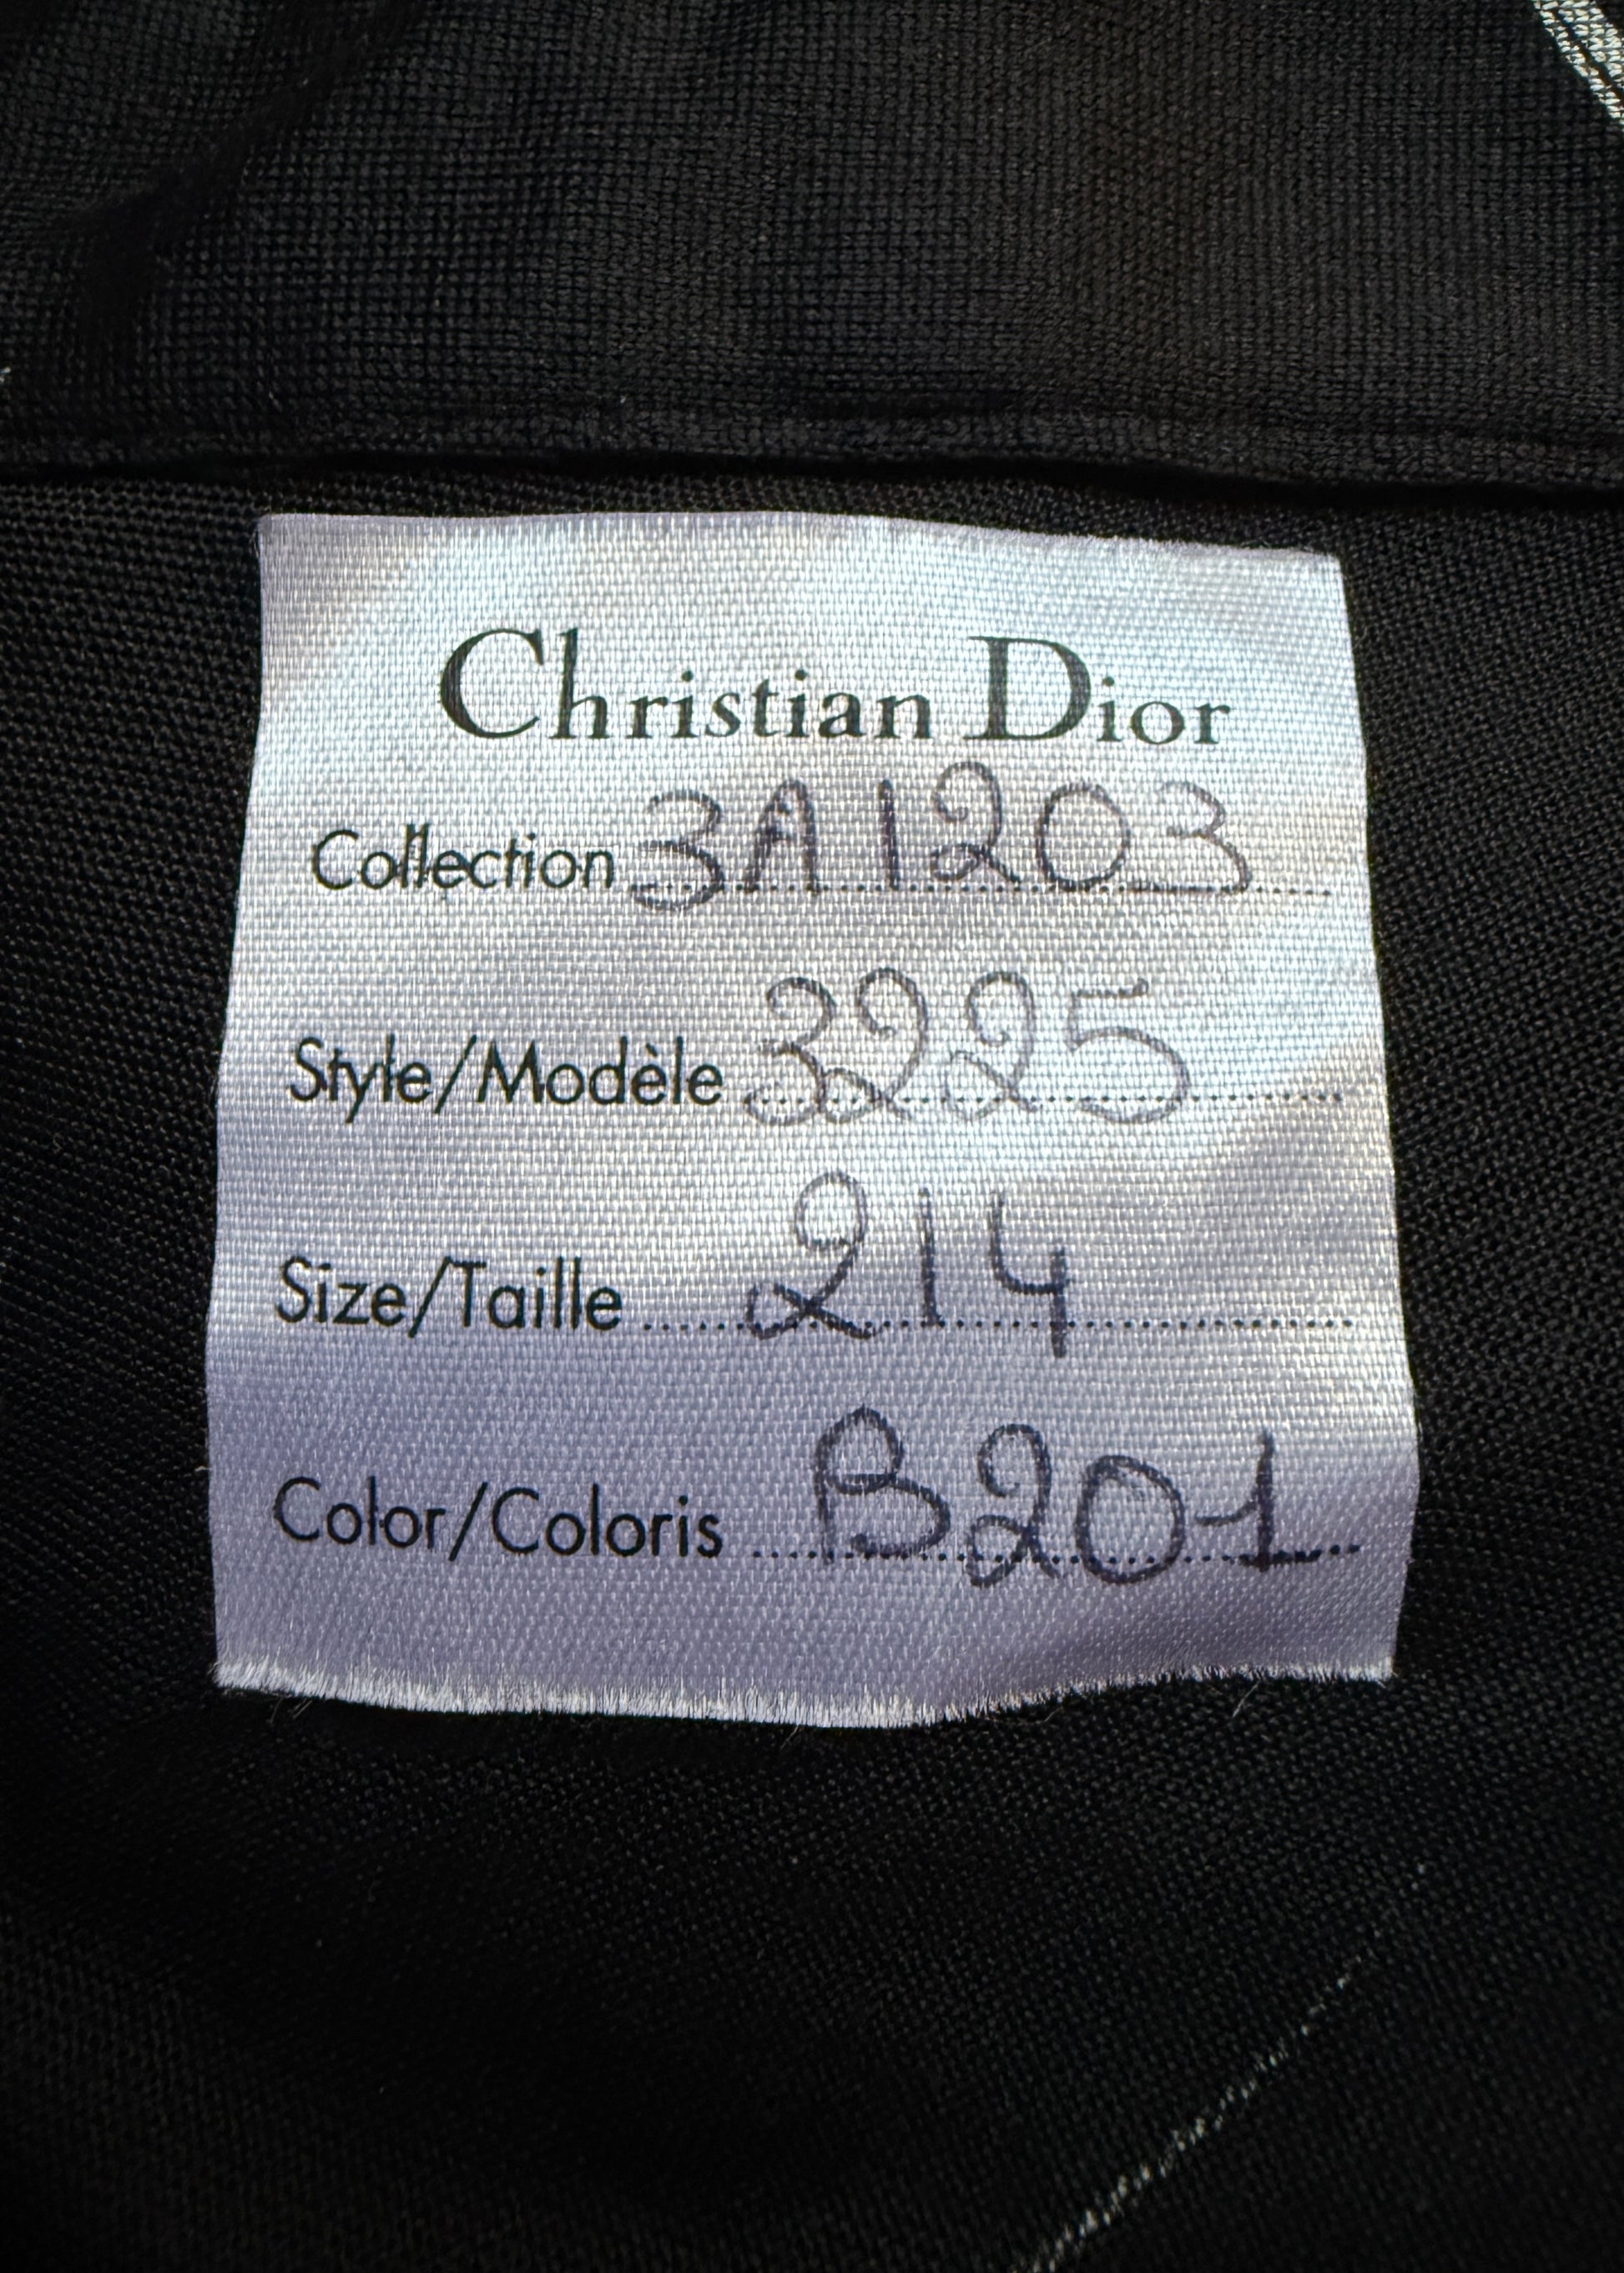 Christian Dior
Collection 3A1203
Style/Modèle 3225
Size/Taille 214
Color/Coloris B201